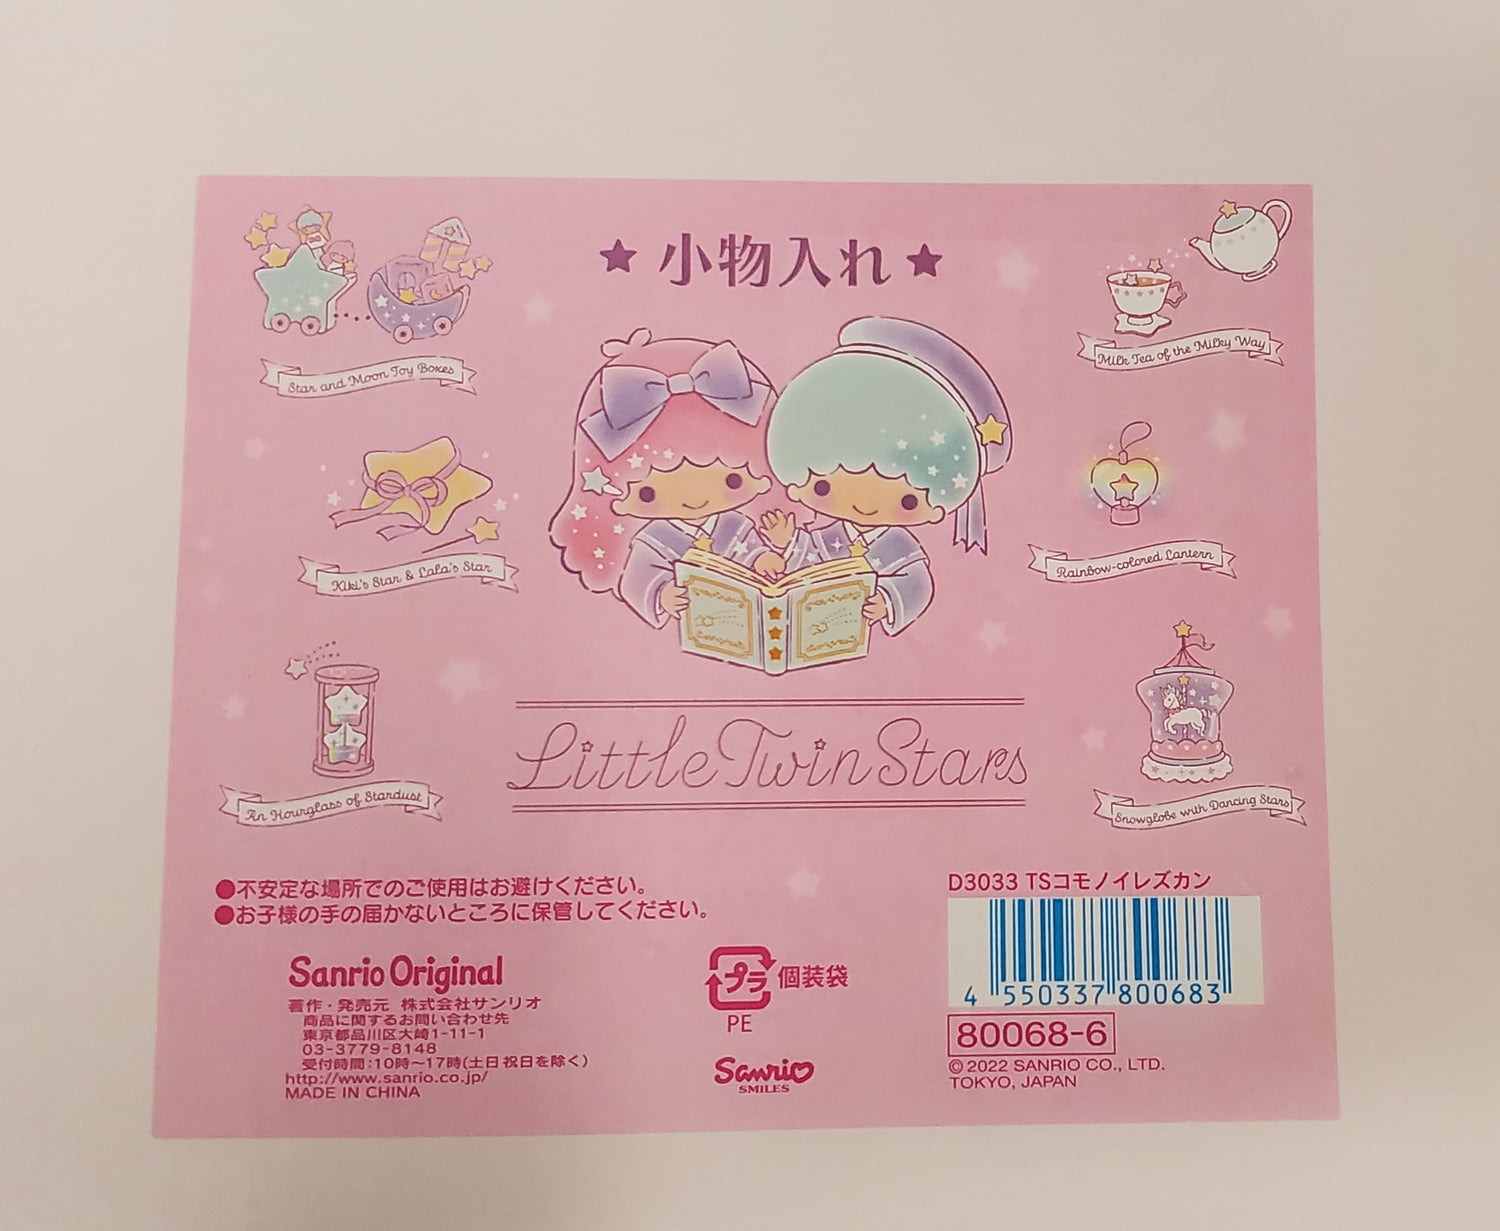 ★小物入れ★
Star and Moon Toy Boxes
Milk Tea of the Milky Way
Kiki's Star & Lala's Star
Rainbow-colored Lantern
An Hourglass of Stardust
Snowglobe with Dancing Stars
Little Twin Stars
●不安定な場所でのご使用はお避けください。
●お子様の手の届かないところに保管してください。
Sanrio Original
著作・発売元 株式会社サンリオ
商品に関するお問い合わせ先
東京都品川区大崎1-11-1
03-3779-8148
受付時間:10時〜17時(土日祝日を除く)
http://www.sanrio.co.jp/
MADE IN CHINA
プラ 個装袋
PE
Sanrio
SMILES
D3033 TSコモノイレズカン
4 550337 800683
80068-6
©2022 SANRIO CO., LTD.
TOKYO, JAPAN